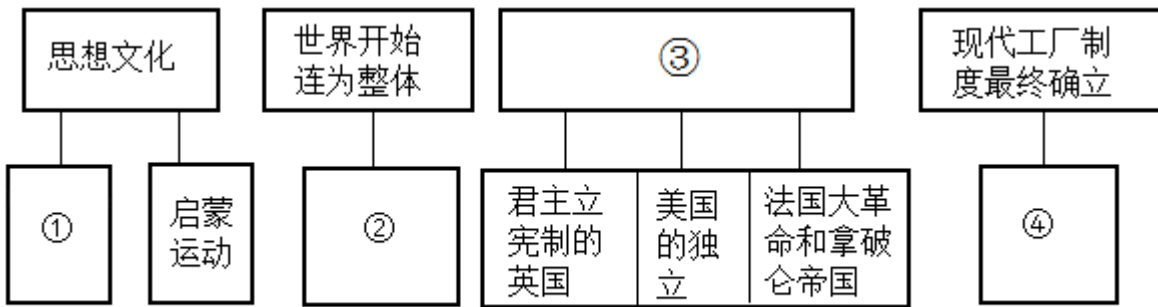 思想文化
世界开始
连为整体
③
现代工厂制
度最终确立
①
启蒙
运动
②
君主立
宪制的
英国
美国
的独
立
法国大革
命和拿破
仑帝国
④